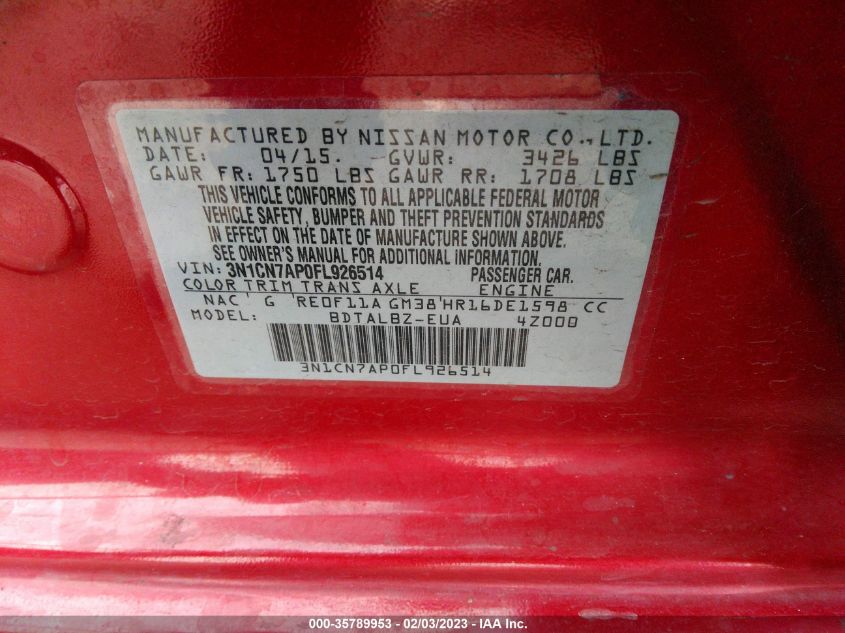 MANUFACTURED BY NISSAN MOTOR CO.,LTD.
DATE: 04/15. GVWR: 3426 LBS
GAWR FR: 1750 LBS GAWR RR: 1708 LBS
THIS VEHICLE CONFORMS TO ALL APPLICABLE FEDERAL MOTOR
VEHICLE SAFETY, BUMPER AND THEFT PREVENTION STANDARDS
IN EFFECT ON THE DATE OF MANUFACTURE SHOWN ABOVE.
SEE OWNER'S MANUAL FOR ADDITIONAL INFORMATION.
VIN: 3N1CN7AP0FL926514 PASSENGER CAR.
COLOR TRIM TRANS AXLE ENGINE
NAC G RE0F11A GM38 HR16DE1598 CC
MODEL: BDTALBZ-EUA 4Z000
3N1CN7AP0FL926514
000-35789953 - 02/03/2023 - IAA Inc.